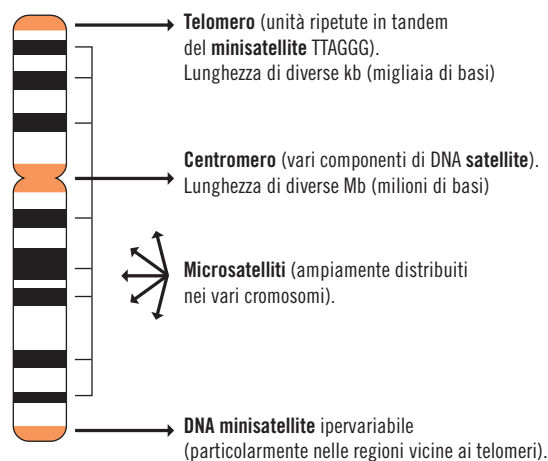 Telomero (unità ripetute in tandem
del minisatellite TTAGGG).
Lunghezza di diverse kb (migliaia di basi)
Centromero (vari componenti di DNA satellite).
Lunghezza di diverse Mb (milioni di basi)
Microsatelliti (ampiamente distribuiti
nei vari cromosomi).
DNA minisatellite ipervariabile
(particolarmente nelle regioni vicine ai telomeri).